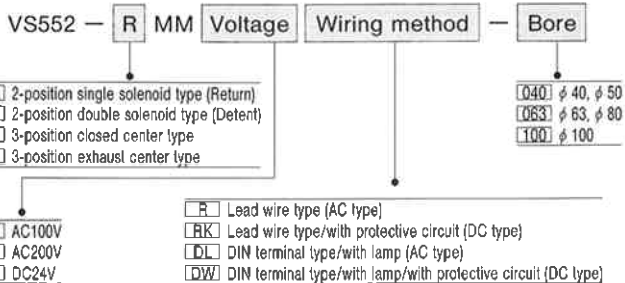 VS552 — R MM Voltage Wiring method — Bore
2-position single solenoid type (Return)
2-position double solenoid type (Detent)
3-position closed center type
3-position exhaust center type
040 φ 40, φ 50
063 φ 63, φ 80
100 φ 100
AC100V
AC200V
DC24V
R Lead wire type (AC type)
RK Lead wire type/with protective circuit (DC type)
DL DIN terminal type/with lamp (AC type)
DW DIN terminal type/with lamp/with protective circuit (DC type)